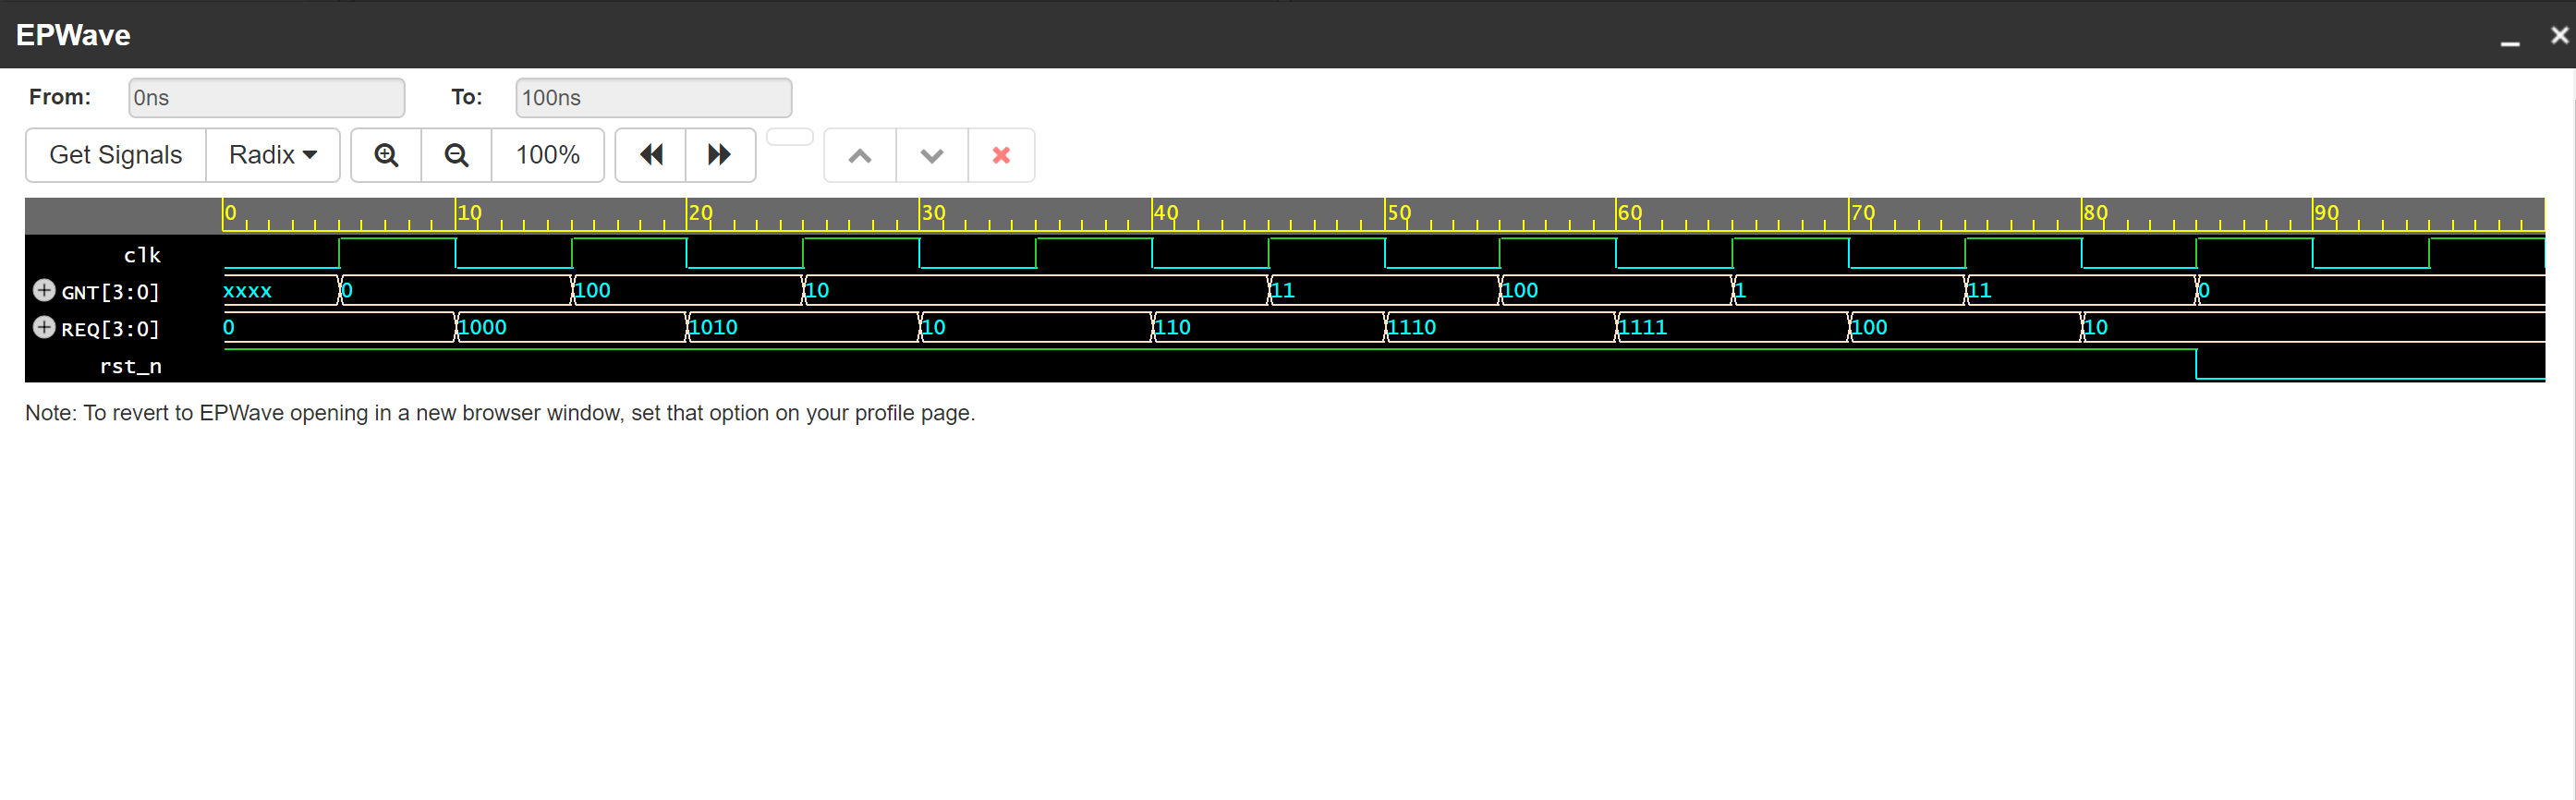 EPWave
From: 0ns To: 100ns
Get Signals Radix 100%
0 10 20 30 40 50 60 70 80 90
clk
GNT[3:0] xxxx 0 100 10 11 100 1 11 0
REQ[3:0] 0 1000 1010 10 110 1110 1111 100 10
rst_n
Note: To revert to EPWave opening in a new browser window, set that option on your profile page.